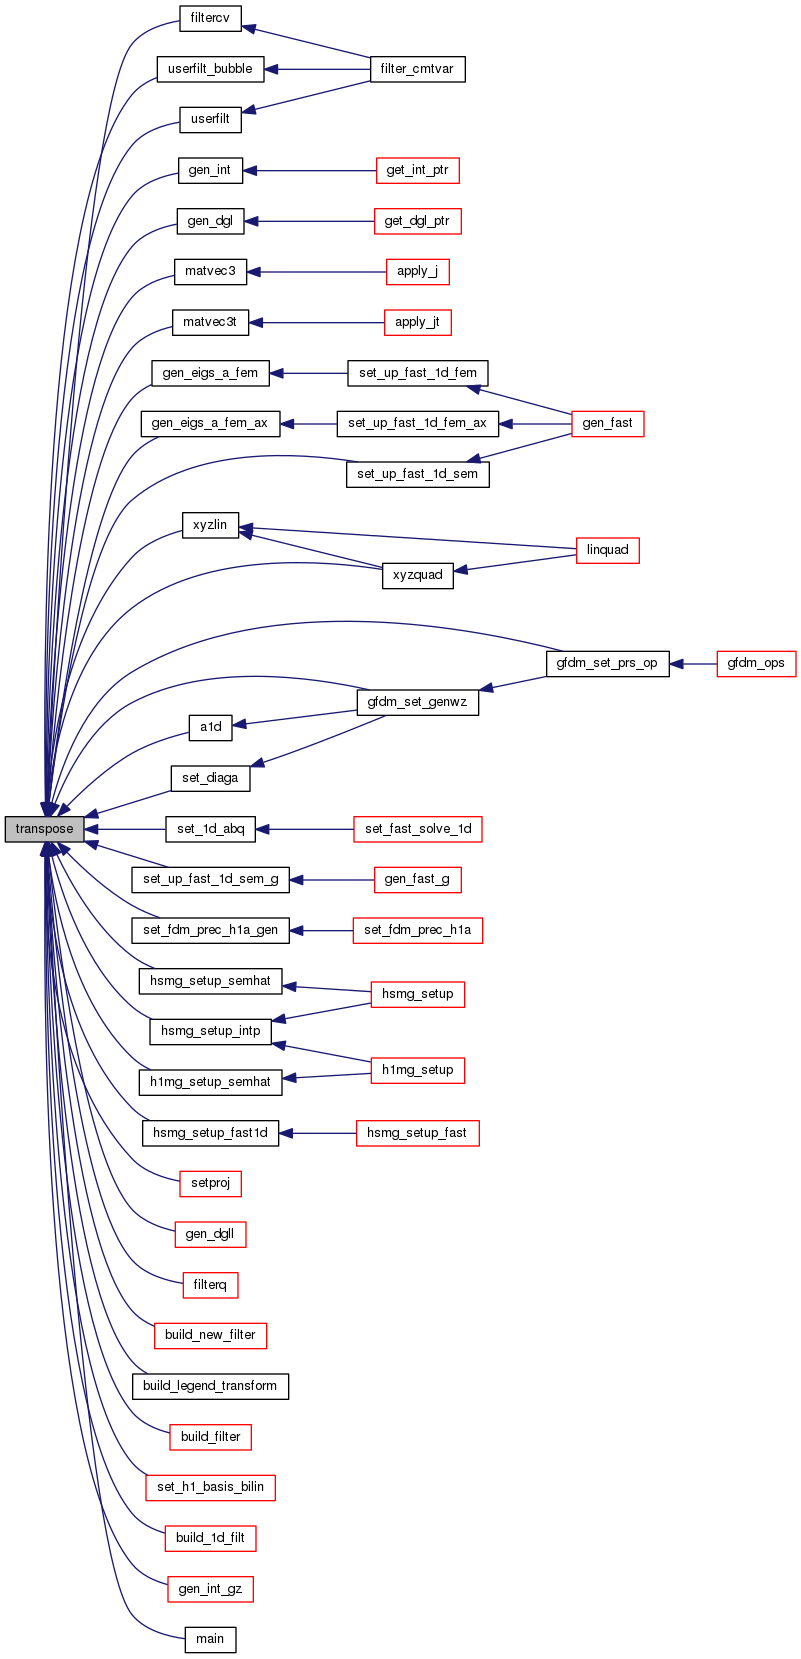 filtercv
userfilt_bubble
filter_cmtvar
userfilt
gen_int
get_int_ptr
gen_dgl
get_dgl_ptr
matvec3
apply_j
matvec3t
apply_jt
gen_eigs_a_fem
set_up_fast_1d_fem
gen_eigs_a_fem_ax
set_up_fast_1d_fem_ax
gen_fast
set_up_fast_1d_sem
xyzlin
linquad
xyzquad
gfdm_set_prs_op
gfdm_ops
gfdm_set_genwz
a1d
set_diaga
transpose
set_1d_abq
set_fast_solve_1d
set_up_fast_1d_sem_g
gen_fast_g
set_fdm_prec_h1a_gen
set_fdm_prec_h1a
hsmg_setup_semhat
hsmg_setup
hsmg_setup_intp
h1mg_setup
h1mg_setup_semhat
hsmg_setup_fast1d
hsmg_setup_fast
setproj
gen_dgll
filterq
build_new_filter
build_legend_transform
build_filter
set_h1_basis_bilin
build_1d_filt
gen_int_gz
main